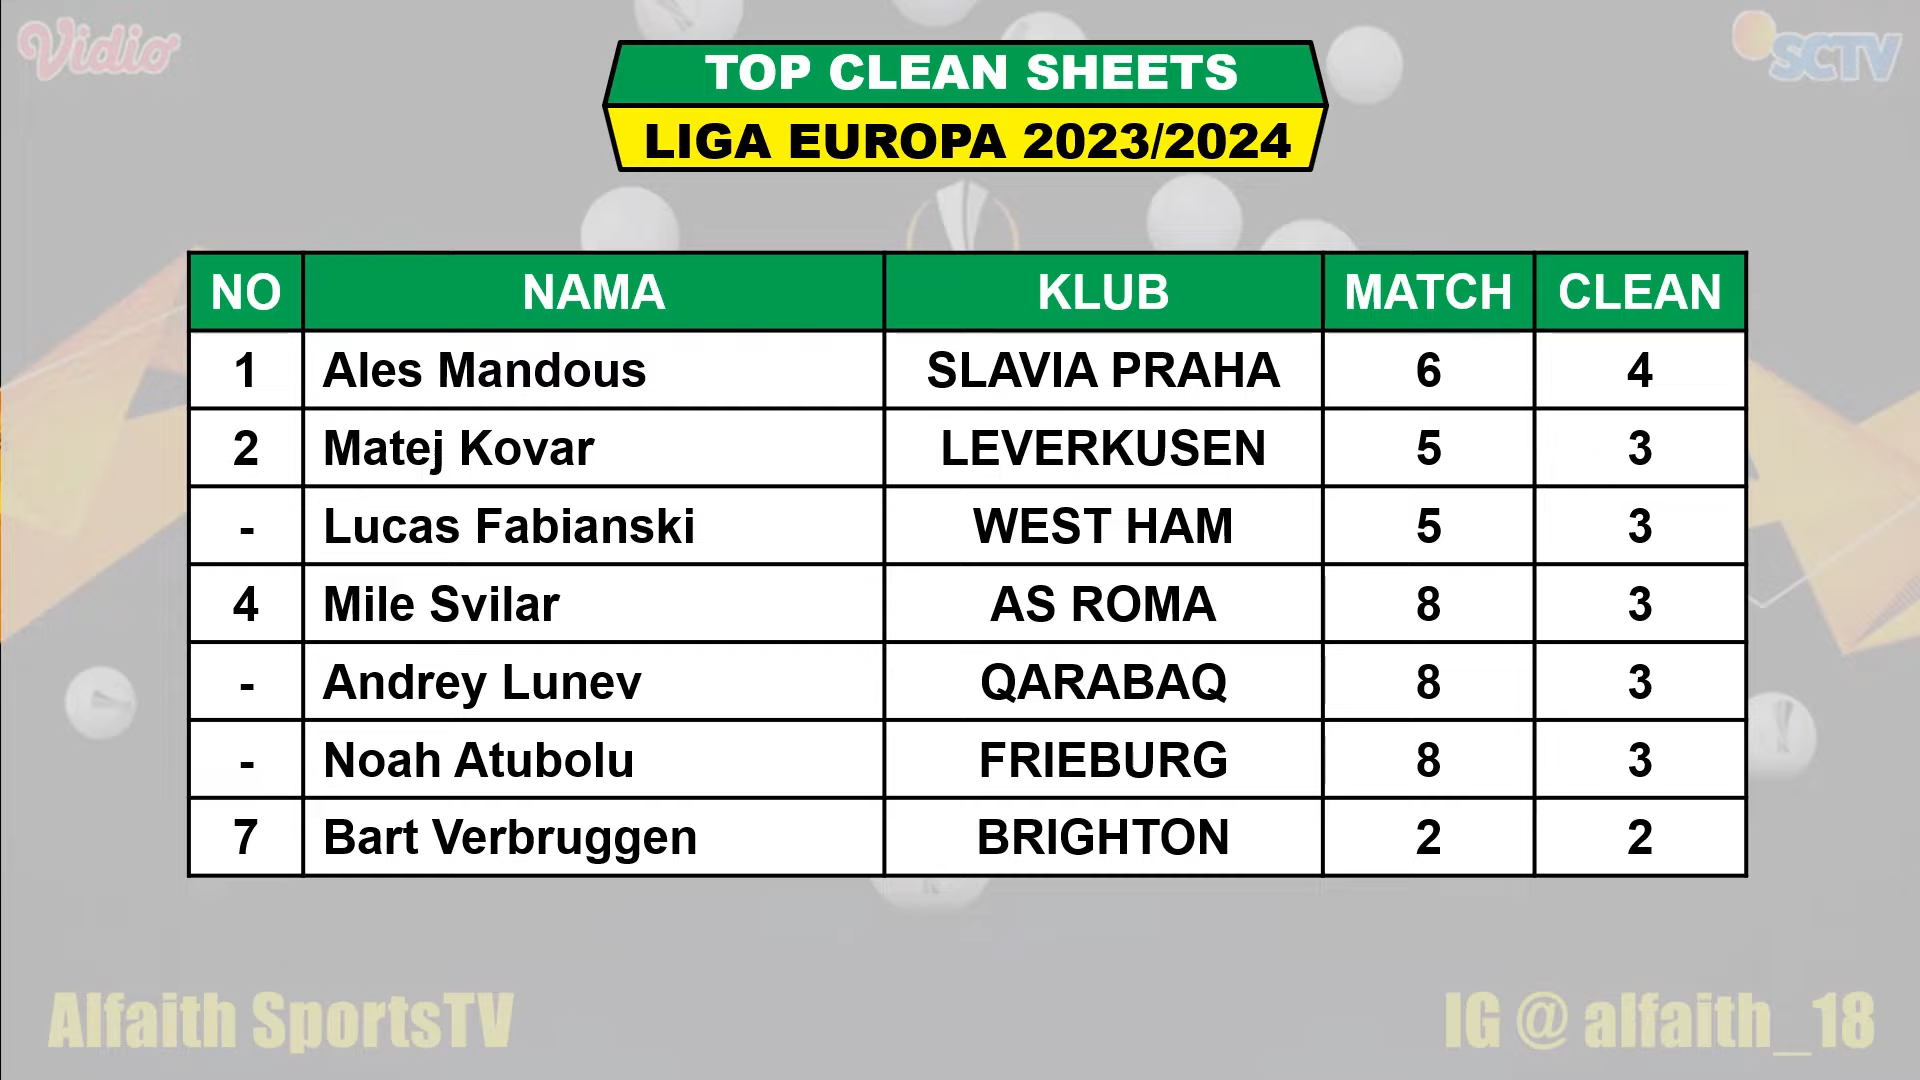 Vidio
SCTV
TOP CLEAN SHEETS
LIGA EUROPA 2023/2024
NO NAMA KLUB MATCH CLEAN
1 Ales Mandous SLAVIA PRAHA 6 4
2 Matej Kovar LEVERKUSEN 5 3
- Lucas Fabianski WEST HAM 5 3
4 Mile Svilar AS ROMA 8 3
- Andrey Lunev QARABAQ 8 3
- Noah Atubolu FRIEBURG 8 3
7 Bart Verbruggen BRIGHTON 2 2
Alfaith SportsTV
IG @ alfaith_18